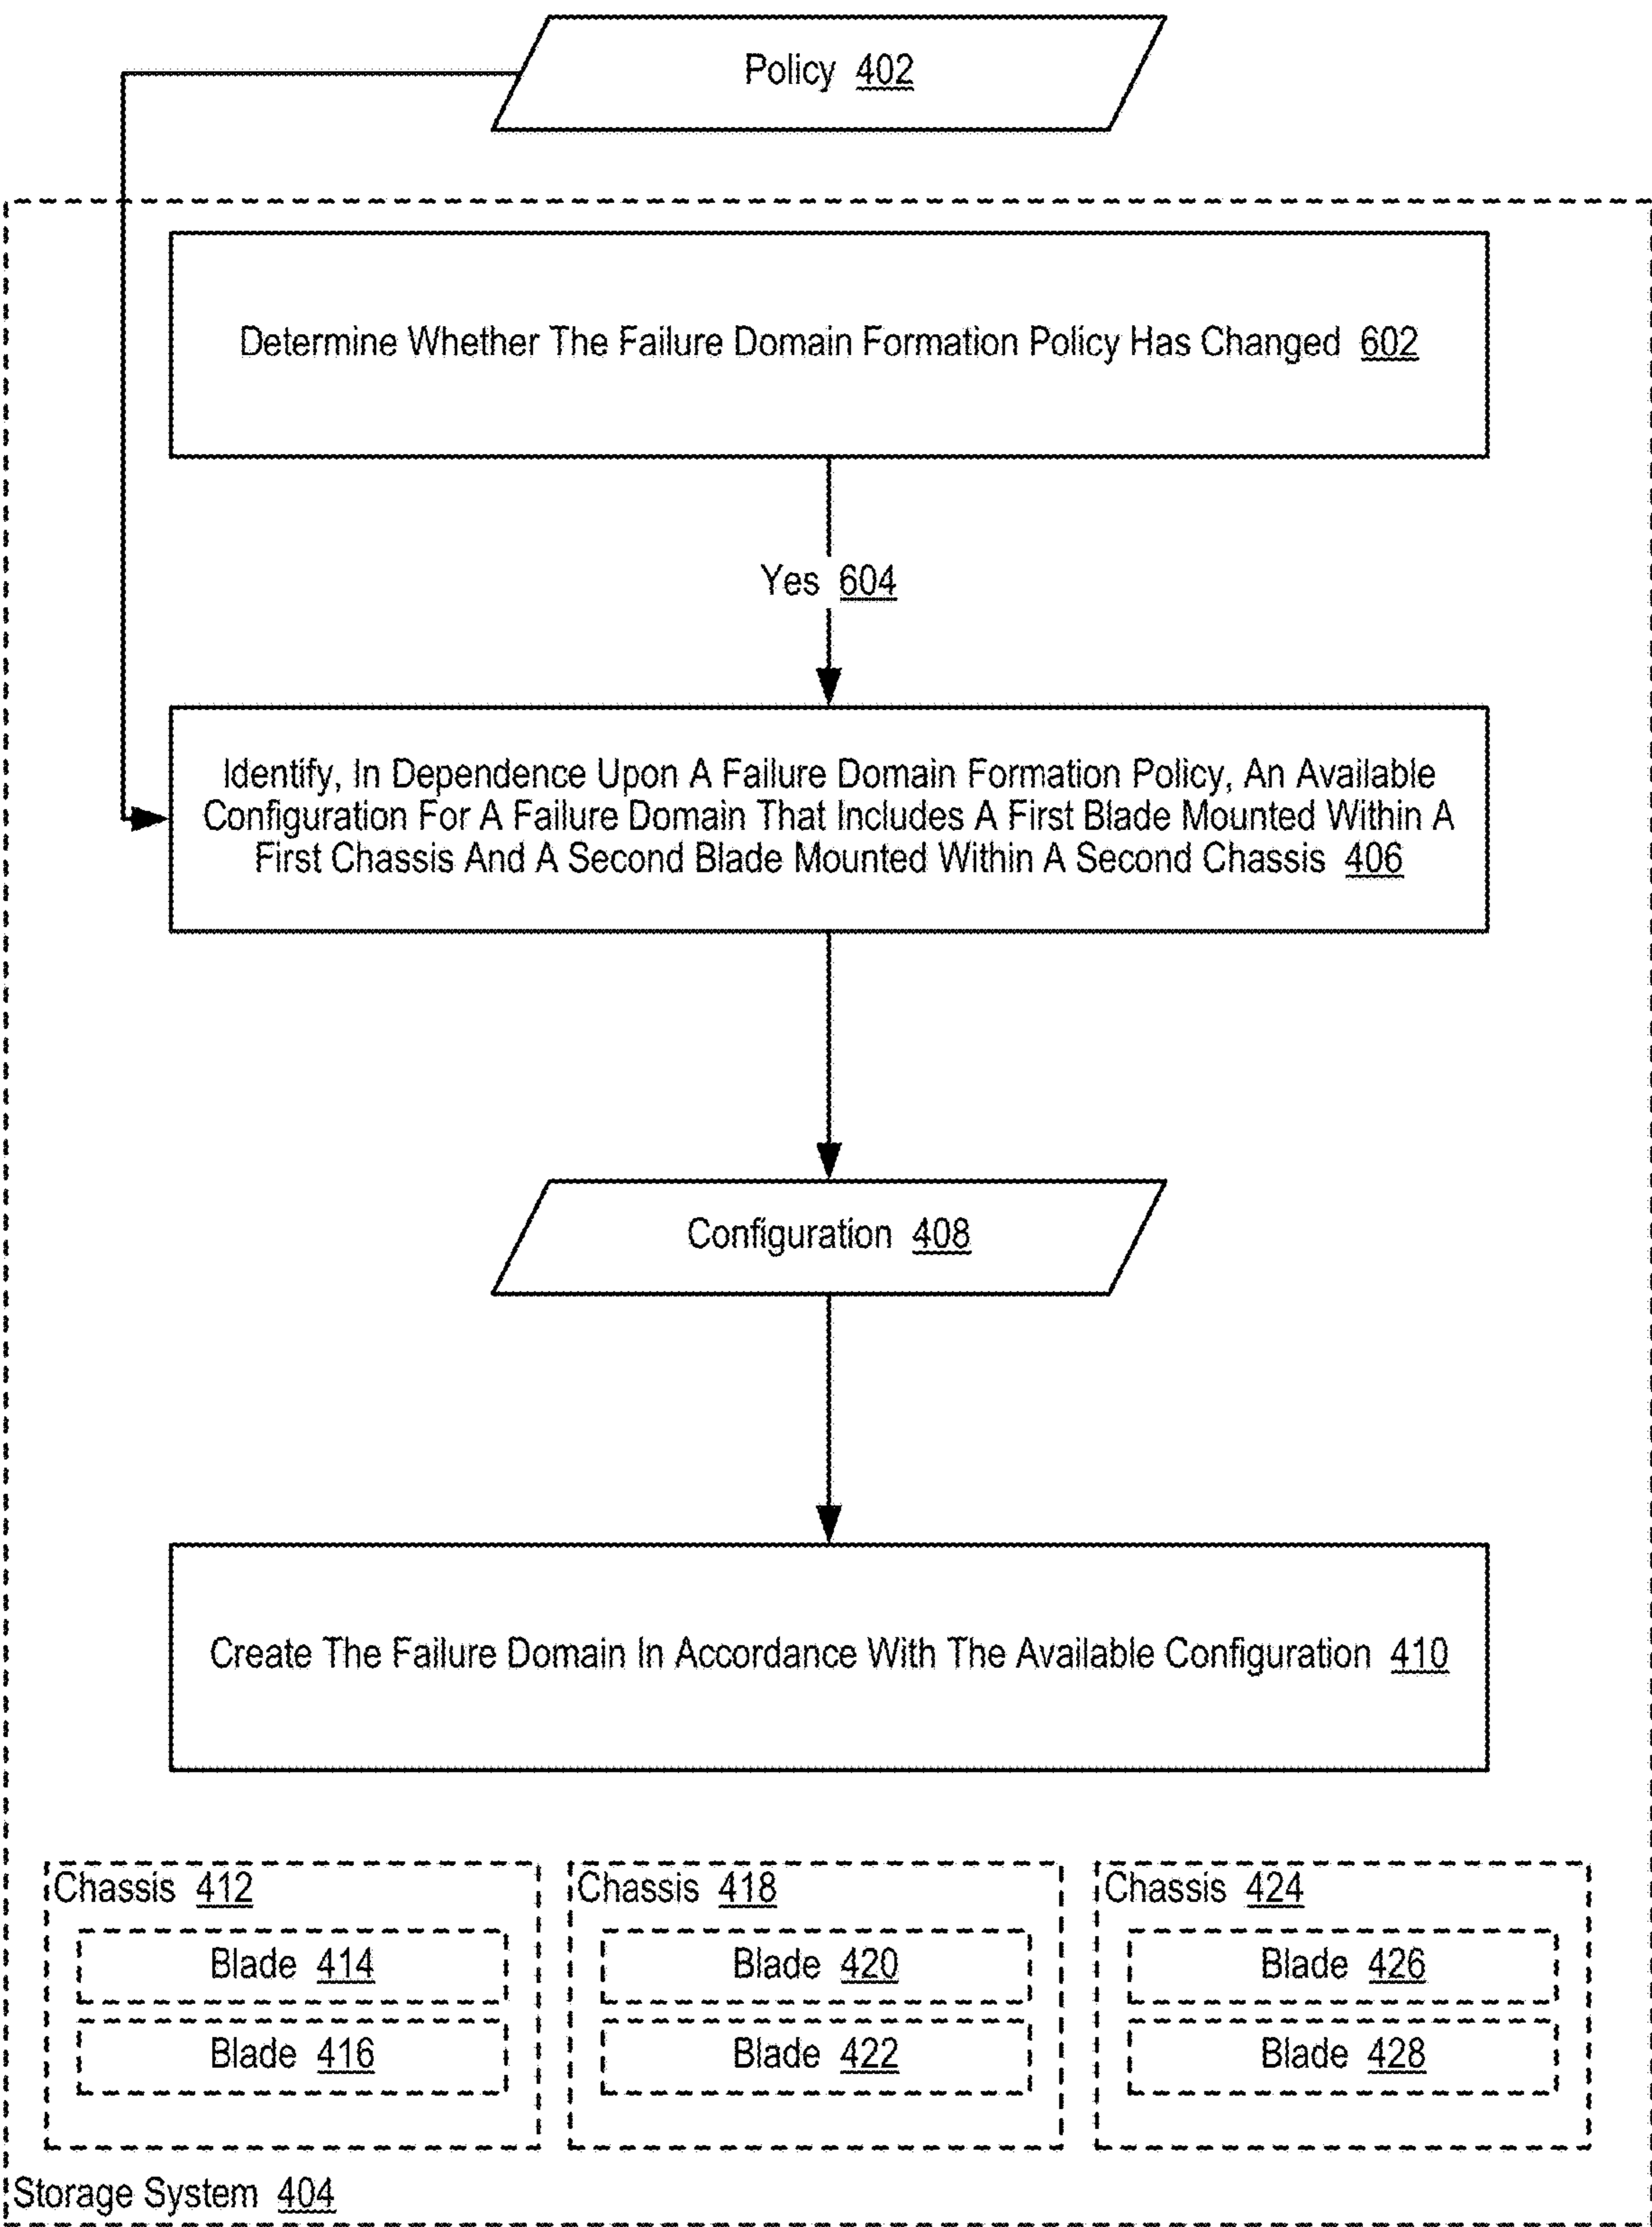 Policy 402
Determine Whether The Failure Domain Formation Policy Has Changed 602
Yes 604
Identify, In Dependence Upon A Failure Domain Formation Policy, An Available
Configuration For A Failure Domain That Includes A First Blade Mounted Within A
First Chassis And A Second Blade Mounted Within A Second Chassis 406
Configuration 408
Create The Failure Domain In Accordance With The Available Configuration 410
Chassis 412
Blade 414
Blade 416
Chassis 418
Blade 420
Blade 422
Chassis 424
Blade 426
Blade 428
Storage System 404